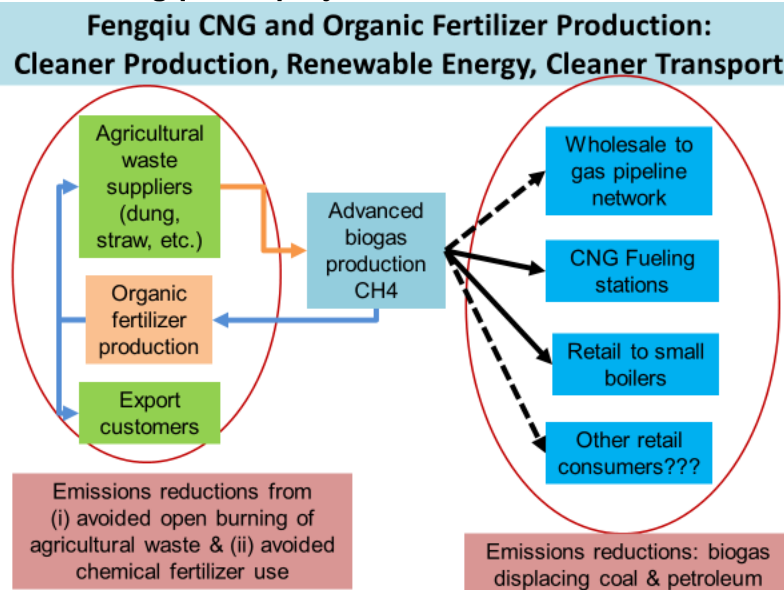 Fengqiu CNG and Organic Fertilizer Production:
Cleaner Production, Renewable Energy, Cleaner Transport
Agricultural
waste
suppliers
(dung,
straw, etc.)
Organic
fertilizer
production
Export
customers
Advanced
biogas
production
CH4
Wholesale to
gas pipeline
network
CNG Fueling
stations
Retail to small
boilers
Other retail
consumers???
Emissions reductions from
(i) avoided open burning of
agricultural waste & (ii) avoided
chemical fertilizer use
Emissions reductions: biogas
displacing coal & petroleum